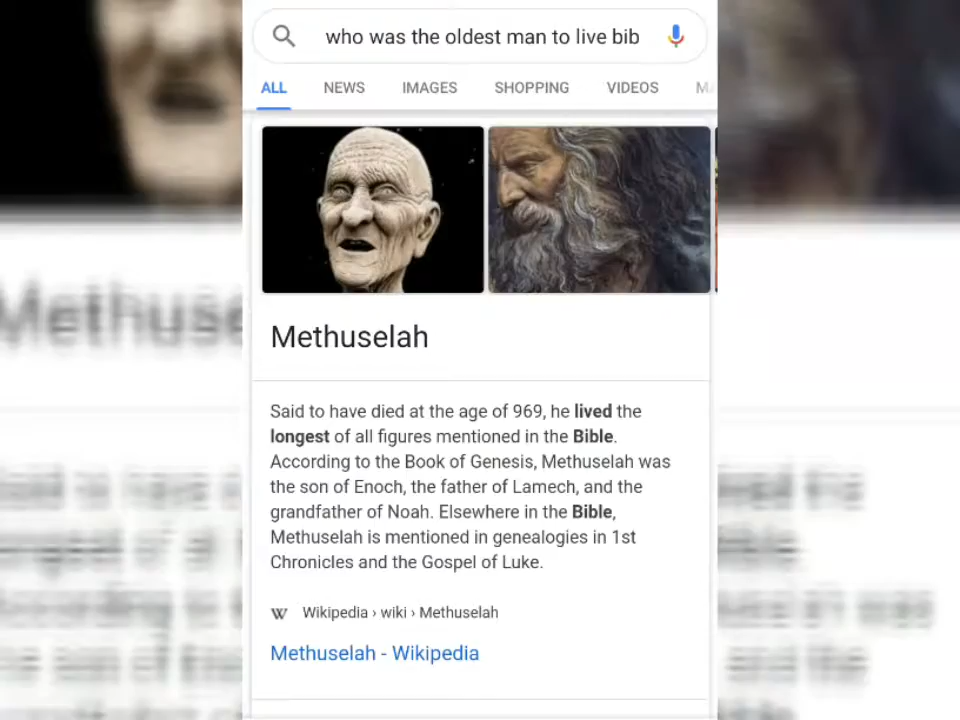 who was the oldest man to live bib
ALL NEWS IMAGES SHOPPING VIDEOS
Methuselah
Said to have died at the age of 969, he lived the
longest of all figures mentioned in the Bible.
According to the Book of Genesis, Methuselah was
the son of Enoch, the father of Lamech, and the
grandfather of Noah. Elsewhere in the Bible,
Methuselah is mentioned in genealogies in 1st
Chronicles and the Gospel of Luke.
W Wikipedia › wiki › Methuselah
Methuselah - Wikipedia